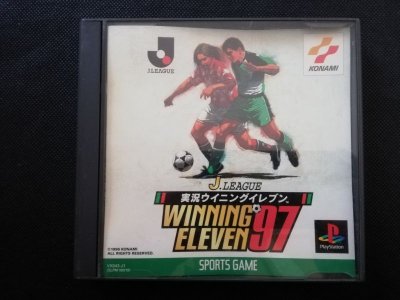 J.LEAGUE
KONAMI
J.LEAGUE
実況ウイニングイレブン
WINNING
ELEVEN '97
©1996 KONAMI
ALL RIGHTS RESERVED.
PlayStation
SPORTS GAME